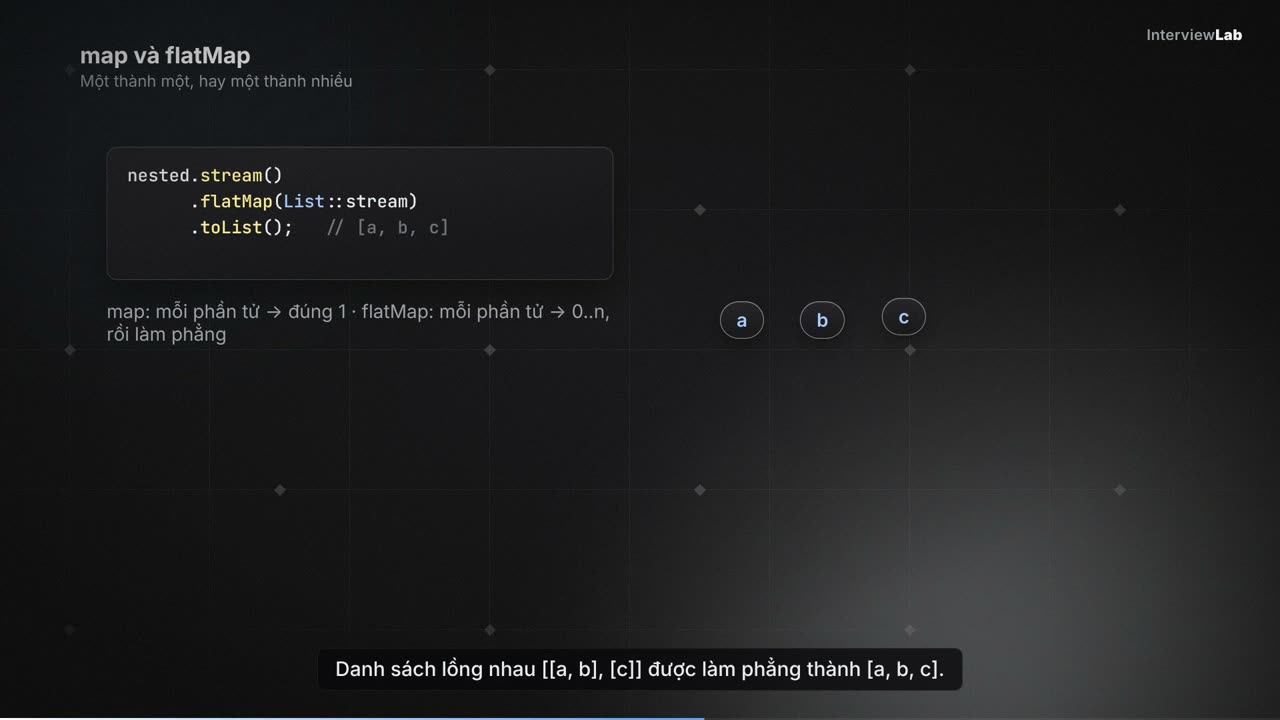 InterviewLab
map và flatMap
Một thành một, hay một thành nhiều
nested.stream()
.flatMap(List::stream)
.toList(); // [a, b, c]
map: mỗi phần tử → đúng 1 · flatMap: mỗi phần tử → 0..n,
rồi làm phẳng
a b c
Danh sách lồng nhau [[a, b], [c]] được làm phẳng thành [a, b, c].